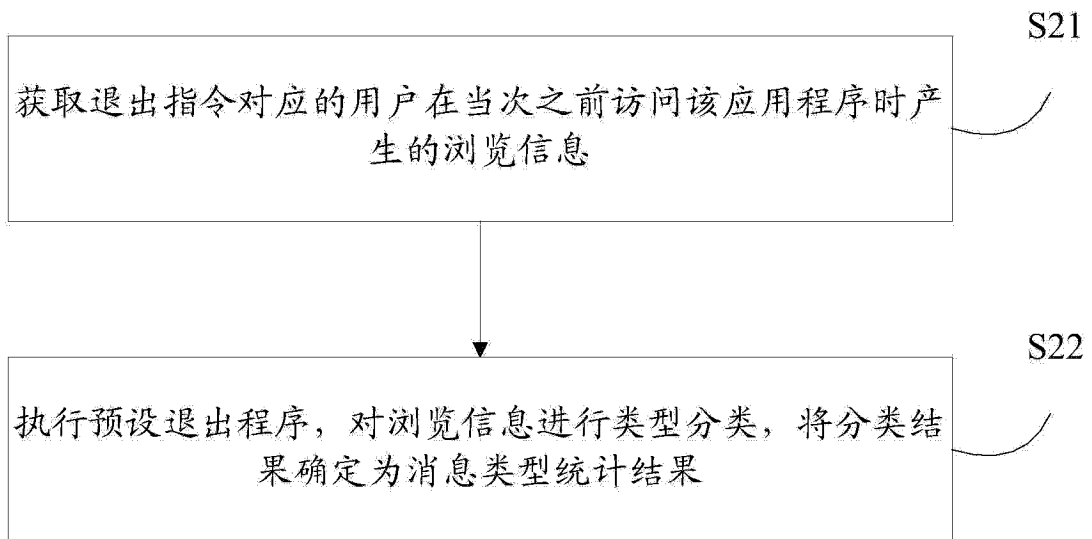 S21
获取退出指令对应的用户在当次之前访问该应用程序时产
生的浏览信息
S22
执行预设退出程序，对浏览信息进行类型分类，将分类结
果确定为消息类型统计结果